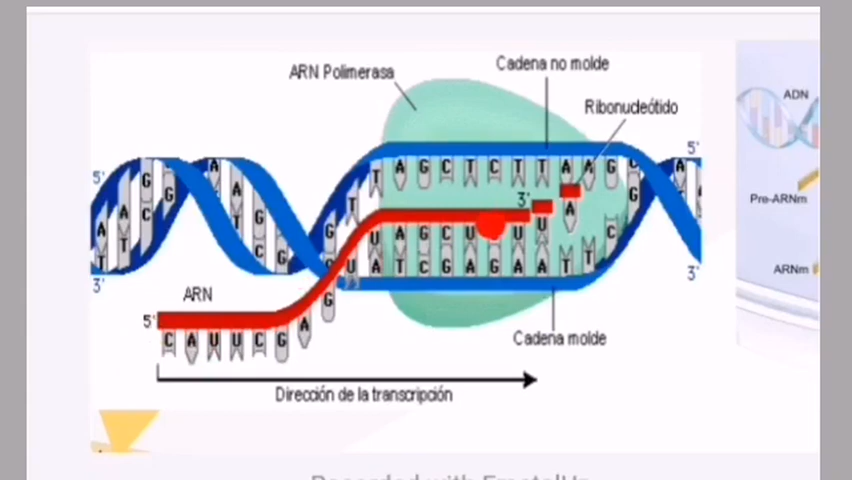 ARN Polimerasa
Cadena no molde
Ribonucleótido
5'
5'
A G C T C T T A A G C
T
T
G
A T
A T
C G
G
A
A T
G C
G
A
3'
U A G C U U U
A
G
C
U A T C G A G A A T T
3'
3'
ARN
5'
C A U U C G A G
Cadena molde
Dirección de la transcripción
ADN
Pre-ARNm
ARNm